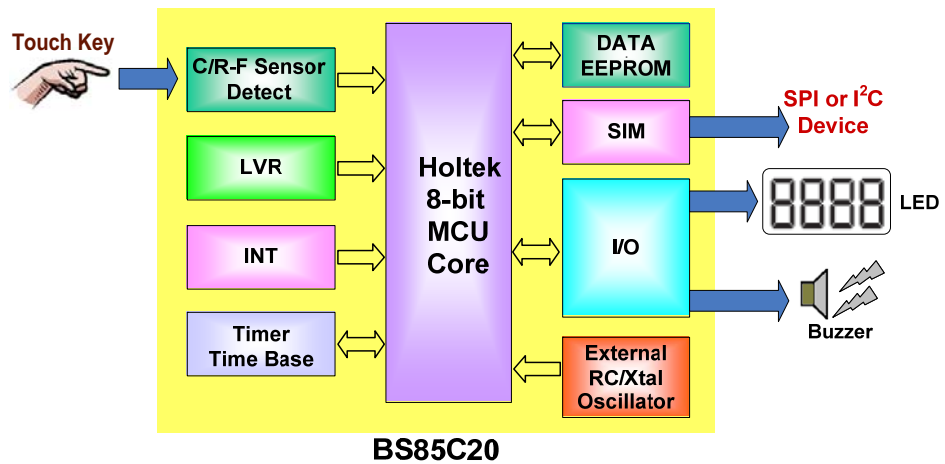 Touch Key
C/R-F Sensor
Detect
LVR
INT
Timer
Time Base
Holtek
8-bit
MCU
Core
DATA
EEPROM
SIM
I/O
External
RC/Xtal
Oscillator
SPI or I²C
Device
8888
LED
Buzzer
BS85C20